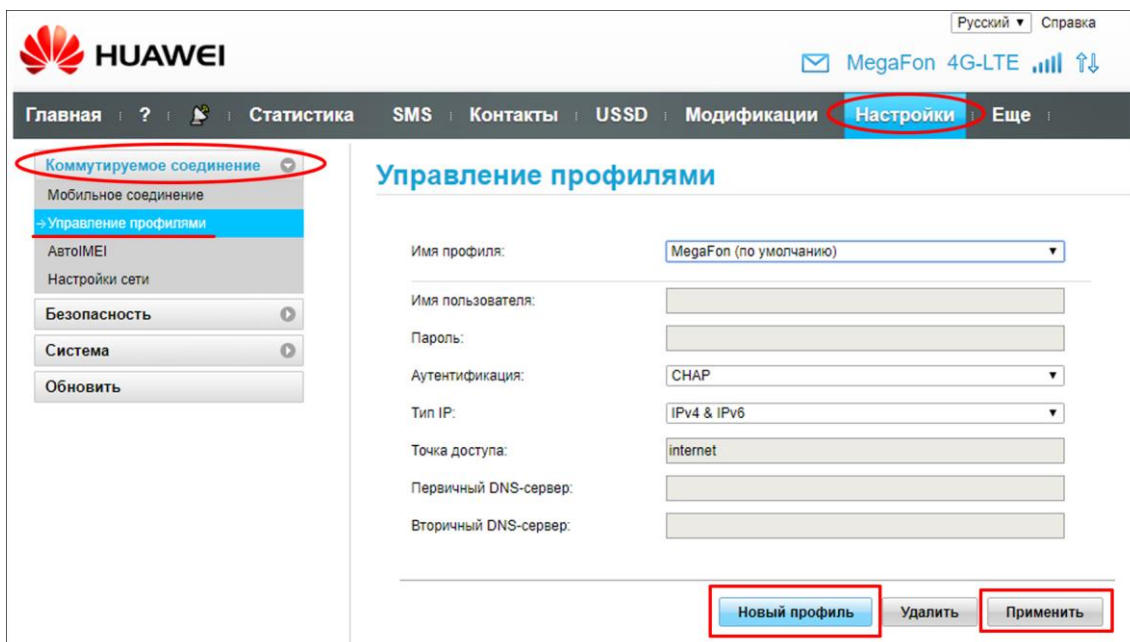 Русский Справка
HUAWEI
MegaFon 4G-LTE
Главная ? Статистика SMS Контакты USSD Модификации Настройки Еще
Коммутируемое соединение
Мобильное соединение
Управление профилями
АвтоIMEI
Настройки сети
Безопасность
Система
Обновить
Управление профилями
Имя профиля: MegaFon (по умолчанию)
Имя пользователя:
Пароль:
Аутентификация: CHAP
Тип IP: IPv4 & IPv6
Точка доступа: internet
Первичный DNS-сервер:
Вторичный DNS-сервер:
Новый профиль Удалить Применить